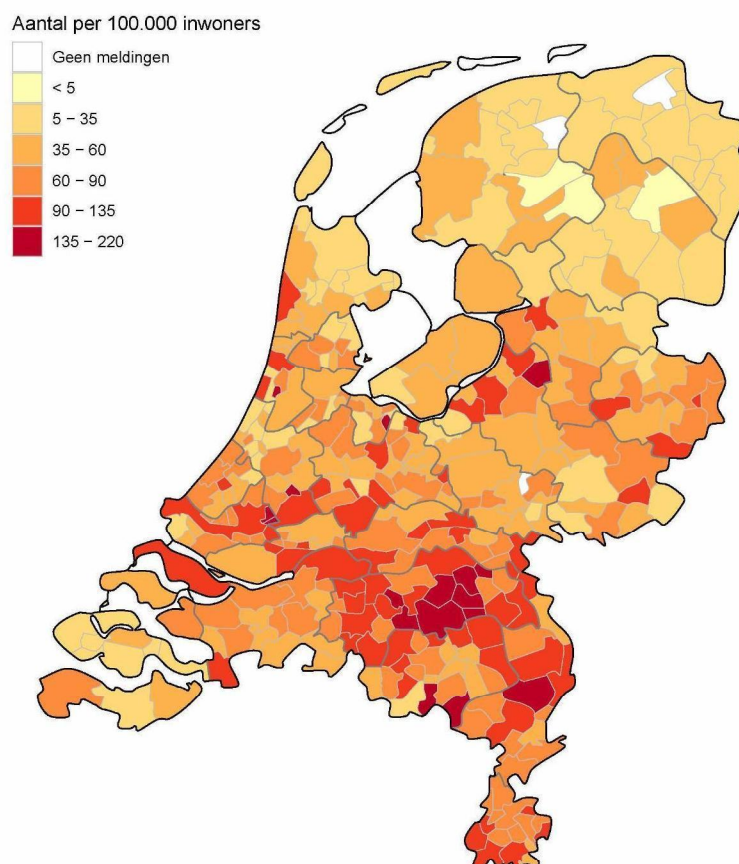 Aantal per 100.000 inwoners
Geen meldingen
< 5
5 – 35
35 – 60
60 – 90
90 – 135
135 – 220